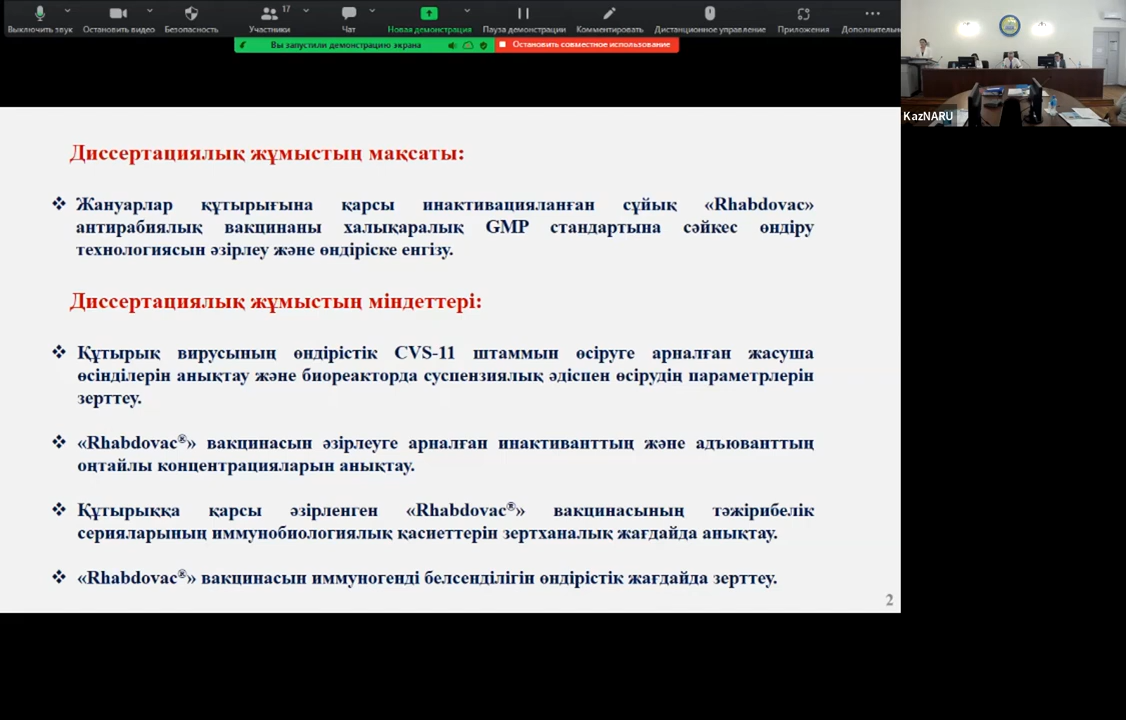 Выключить звук
Остановить видео
Безопасность
17
Участники
Чат
Новая демонстрация
Пауза демонстрации
Комментировать
Дистанционное управление
Приложения
Дополнительн
Вы запустили демонстрацию экрана
Остановить совместное использование
KazNARU
Диссертациялық жұмыстың мақсаты:
❖ Жануарлар құтырығына қарсы инактивацияланған сұйық «Rhabdovac»
антирабиялық вакцинаны халықаралық GMP стандартына сәйкес өндіру
технологиясын әзірлеу және өндіріске енгізу.
Диссертациялық жұмыстың міндеттері:
❖ Құтырық вирусының өндірістік CVS-11 штаммын өсіруге арналған жасуша
өсінділерін анықтау және биореакторда суспензиялық әдіспен өсірудің параметрлерін
зерттеу.
❖ «Rhabdovac®» вакцинасын әзірлеуге арналған инактиванттың және адъюванттың
оңтайлы концентрацияларын анықтау.
❖ Құтырыққа қарсы әзірленген «Rhabdovac®» вакцинасының тәжірибелік
серияларының иммунобиологиялық қасиеттерін зертханалық жағдайда анықтау.
❖ «Rhabdovac®» вакцинасын иммуногенді белсенділігін өндірістік жағдайда зерттеу.
2